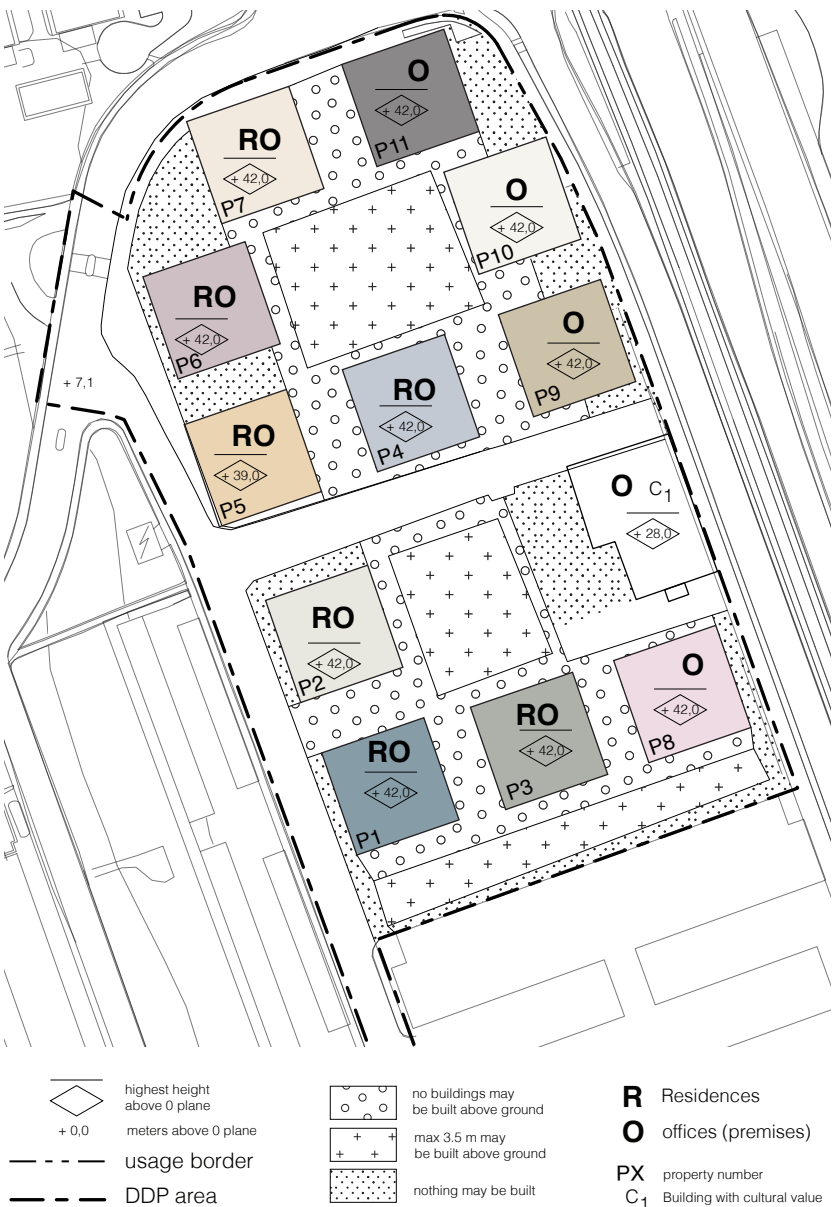 O
+ 42,0
P11
RO
+ 42,0
P7
O
+ 42,0
P10
RO
+ 42,0
P6
O
+ 42,0
P9
RO
+ 42,0
P4
+ 7,1
RO
+ 39,0
P5
O C1
+ 28,0
RO
+ 42,0
P2
O
+ 42,0
P8
RO
+ 42,0
P3
RO
+ 42,0
P1
highest height
above 0 plane
+ 0,0 meters above 0 plane
usage border
DDP area
no buildings may
be built above ground
max 3.5 m may
be built above ground
nothing may be built
R Residences
O offices (premises)
PX property number
C1 Building with cultural value